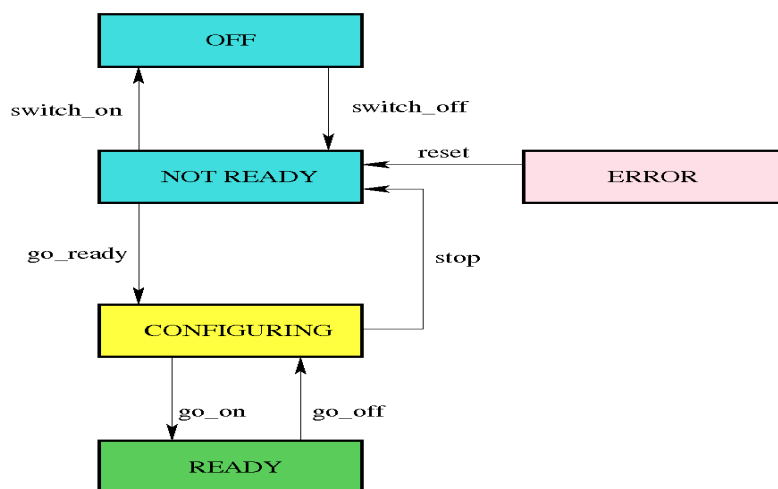 OFF
switch_on
switch_off
NOT READY
reset
ERROR
go_ready
stop
CONFIGURING
go_on
go_off
READY